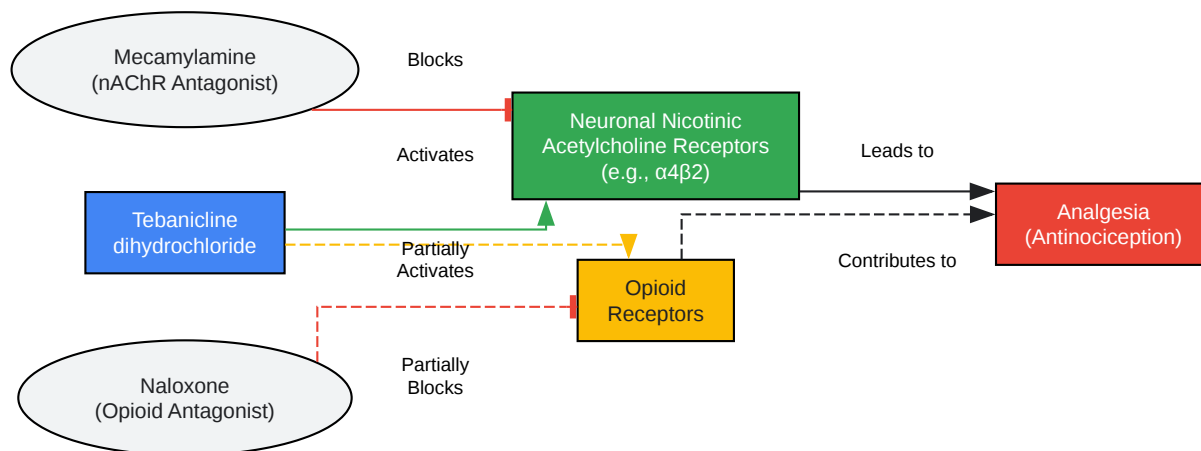 Mecamylamine
(nAChR Antagonist)
Blocks
Neuronal Nicotinic
Acetylcholine Receptors
(e.g., α4β2)
Activates
Leads to
Tebanicline
dihydrochloride
Analgesia
(Antinociception)
Partially
Activates
Contributes to
Opioid
Receptors
Partially
Blocks
Naloxone
(Opioid Antagonist)